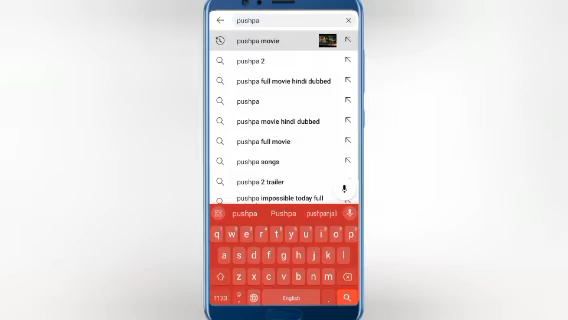 pushpa
pushpa movie
pushpa 2
pushpa full movie hindi dubbed
pushpa
pushpa movie hindi dubbed
pushpa full movie
pushpa songs
pushpa 2 trailer
pushpa impossible today full
pushpa Pushpa pushpanjali
q w e r t y u i o p
a s d f g h j k l
z x c v b n m
?123 , English .